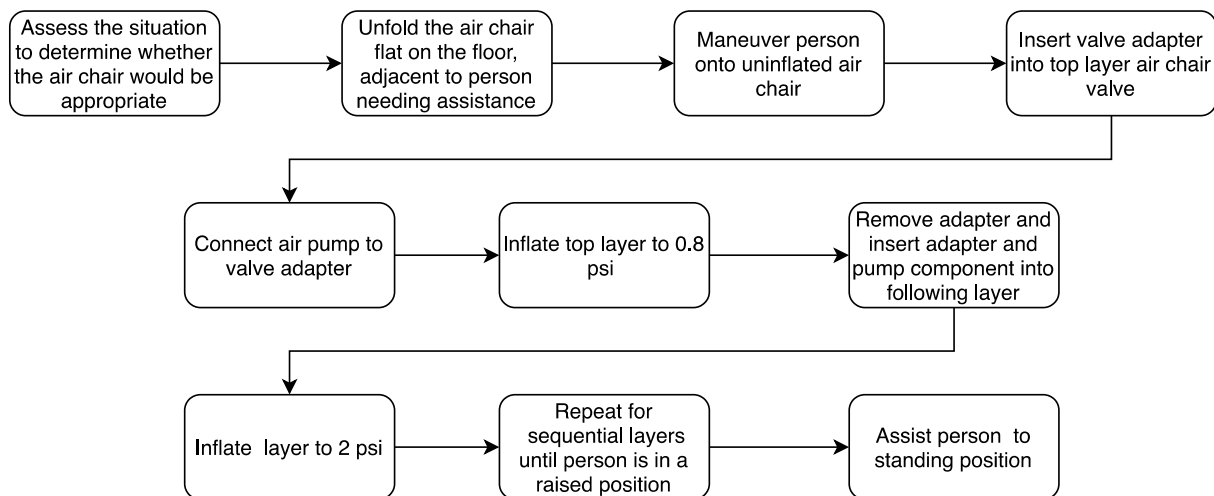 Assess the situation
to determine whether
the air chair would be
appropriate
Unfold the air chair
flat on the floor,
adjacent to person
needing assistance
Maneuver person
onto uninflated air
chair
Insert valve adapter
into top layer air chair
valve
Connect air pump to
valve adapter
Inflate top layer to 0.8
psi
Remove adapter and
insert adapter and
pump component into
following layer
Inflate layer to 2 psi
Repeat for
sequential layers
until person is in a
raised position
Assist person to
standing position